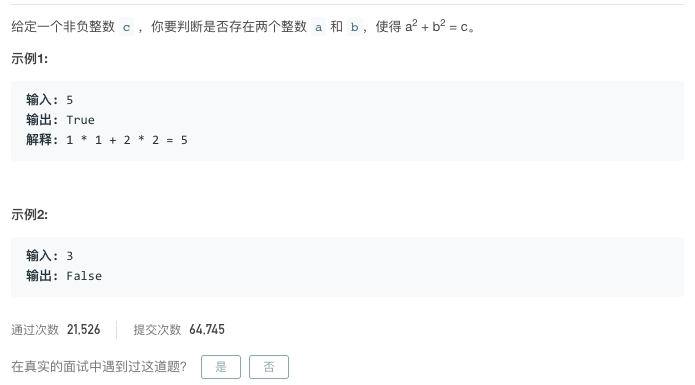 给定一个非负整数 c ，你要判断是否存在两个整数 a 和 b，使得 a² + b² = c。
示例1:
输入: 5
输出: True
解释: 1 * 1 + 2 * 2 = 5
示例2:
输入: 3
输出: False
通过次数 21,526 提交次数 64,745
在真实的面试中遇到过这道题? 是 否